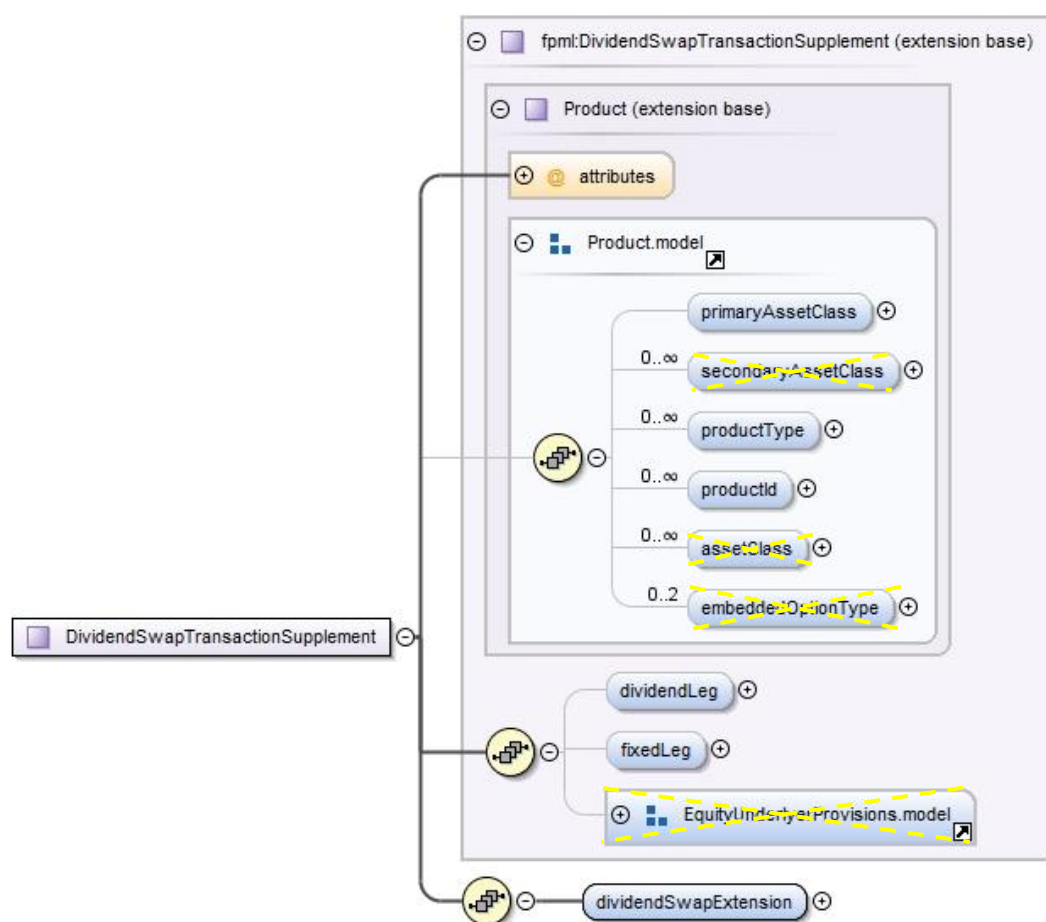 fpml:DividendSwapTransactionSupplement (extension base)
Product (extension base)
@ attributes
Product.model
primaryAssetClass
0..∞
secondaryAssetClass
0..∞
productType
0..∞
productId
0..∞
assetClass
0..2
embeddedOptionType
DividendSwapTransactionSupplement
dividendLeg
fixedLeg
EquityUnderlyerProvisions.model
dividendSwapExtension